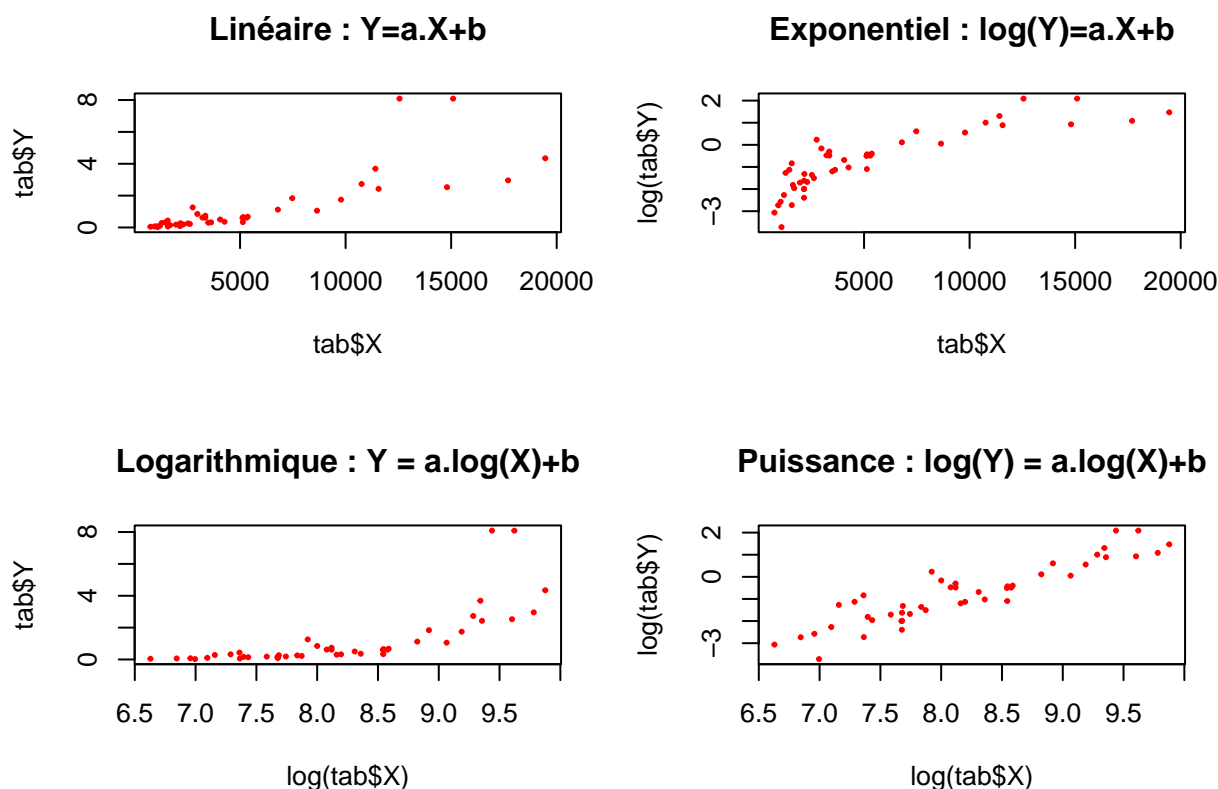 Linéaire : Y=a.X+b
tab$Y
8
4
0
5000 10000 15000 20000
tab$X
Exponentiel : log(Y)=a.X+b
log(tab$Y)
2
0
−3
5000 10000 15000 20000
tab$X
Logarithmique : Y = a.log(X)+b
tab$Y
8
4
0
6.5 7.0 7.5 8.0 8.5 9.0 9.5
log(tab$X)
Puissance : log(Y) = a.log(X)+b
log(tab$Y)
2
0
−3
6.5 7.0 7.5 8.0 8.5 9.0 9.5
log(tab$X)